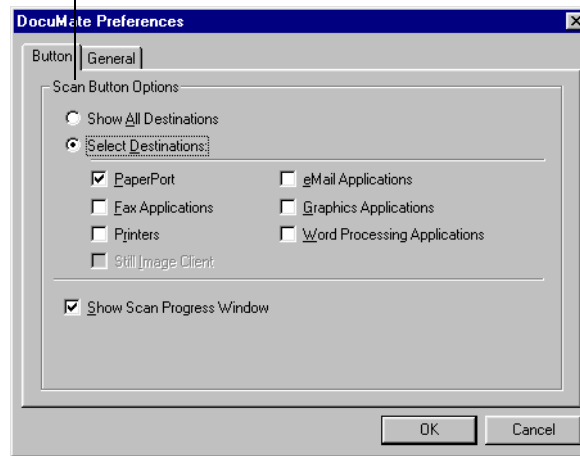 DocuMate Preferences
Button General
Scan Button Options
Show All Destinations
Select Destinations:
PaperPort eMail Applications
Fax Applications Graphics Applications
Printers Word Processing Applications
Still Image Client
Show Scan Progress Window
OK Cancel